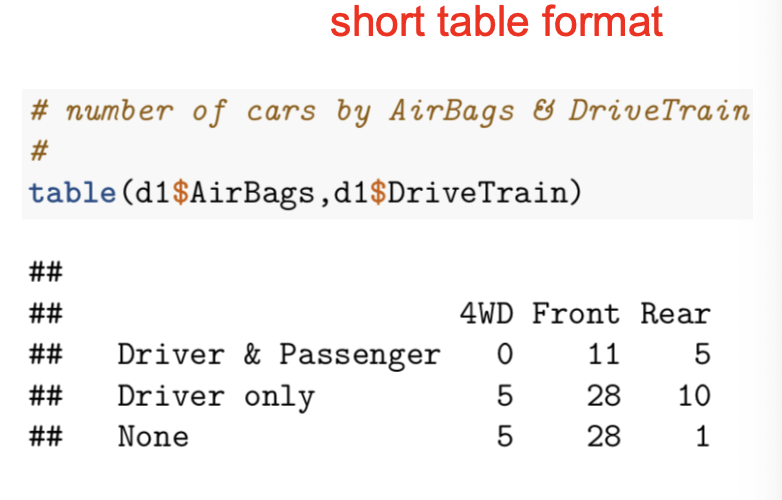 short table format
# number of cars by AirBags & DriveTrain
#
table(d1$AirBags,d1$DriveTrain)
##
## 4WD Front Rear
## Driver & Passenger 0 11 5
## Driver only 5 28 10
## None 5 28 1